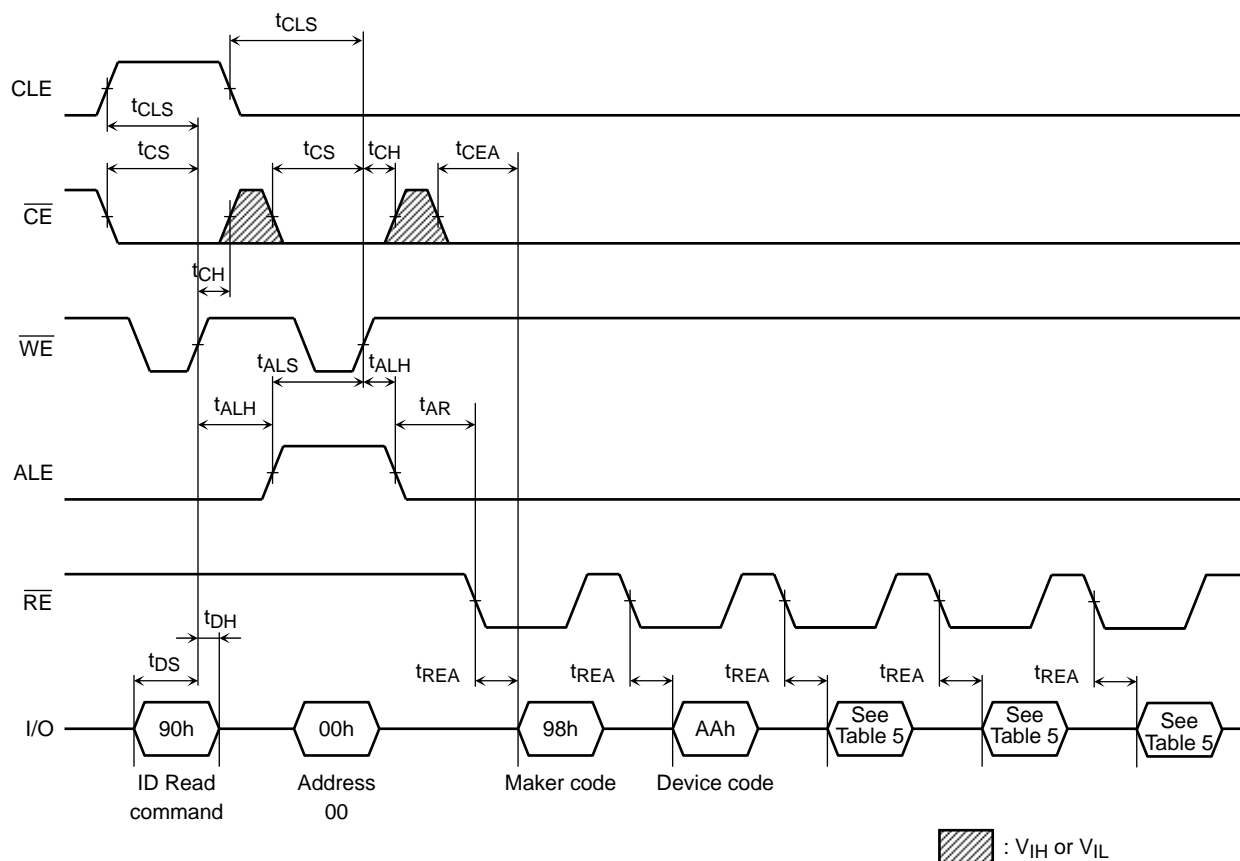 tCLS
CLE
tCLS
tCS tCS tCH tCEA
CE
tCH
WE
tALS tALH
tALH tAR
ALE
RE
tDH
tDS tREA tREA tREA tREA tREA
I/O 90h 00h 98h AAh See Table 5 See Table 5 See Table 5
ID Read command
Address 00
Maker code
Device code
: VIH or VIL